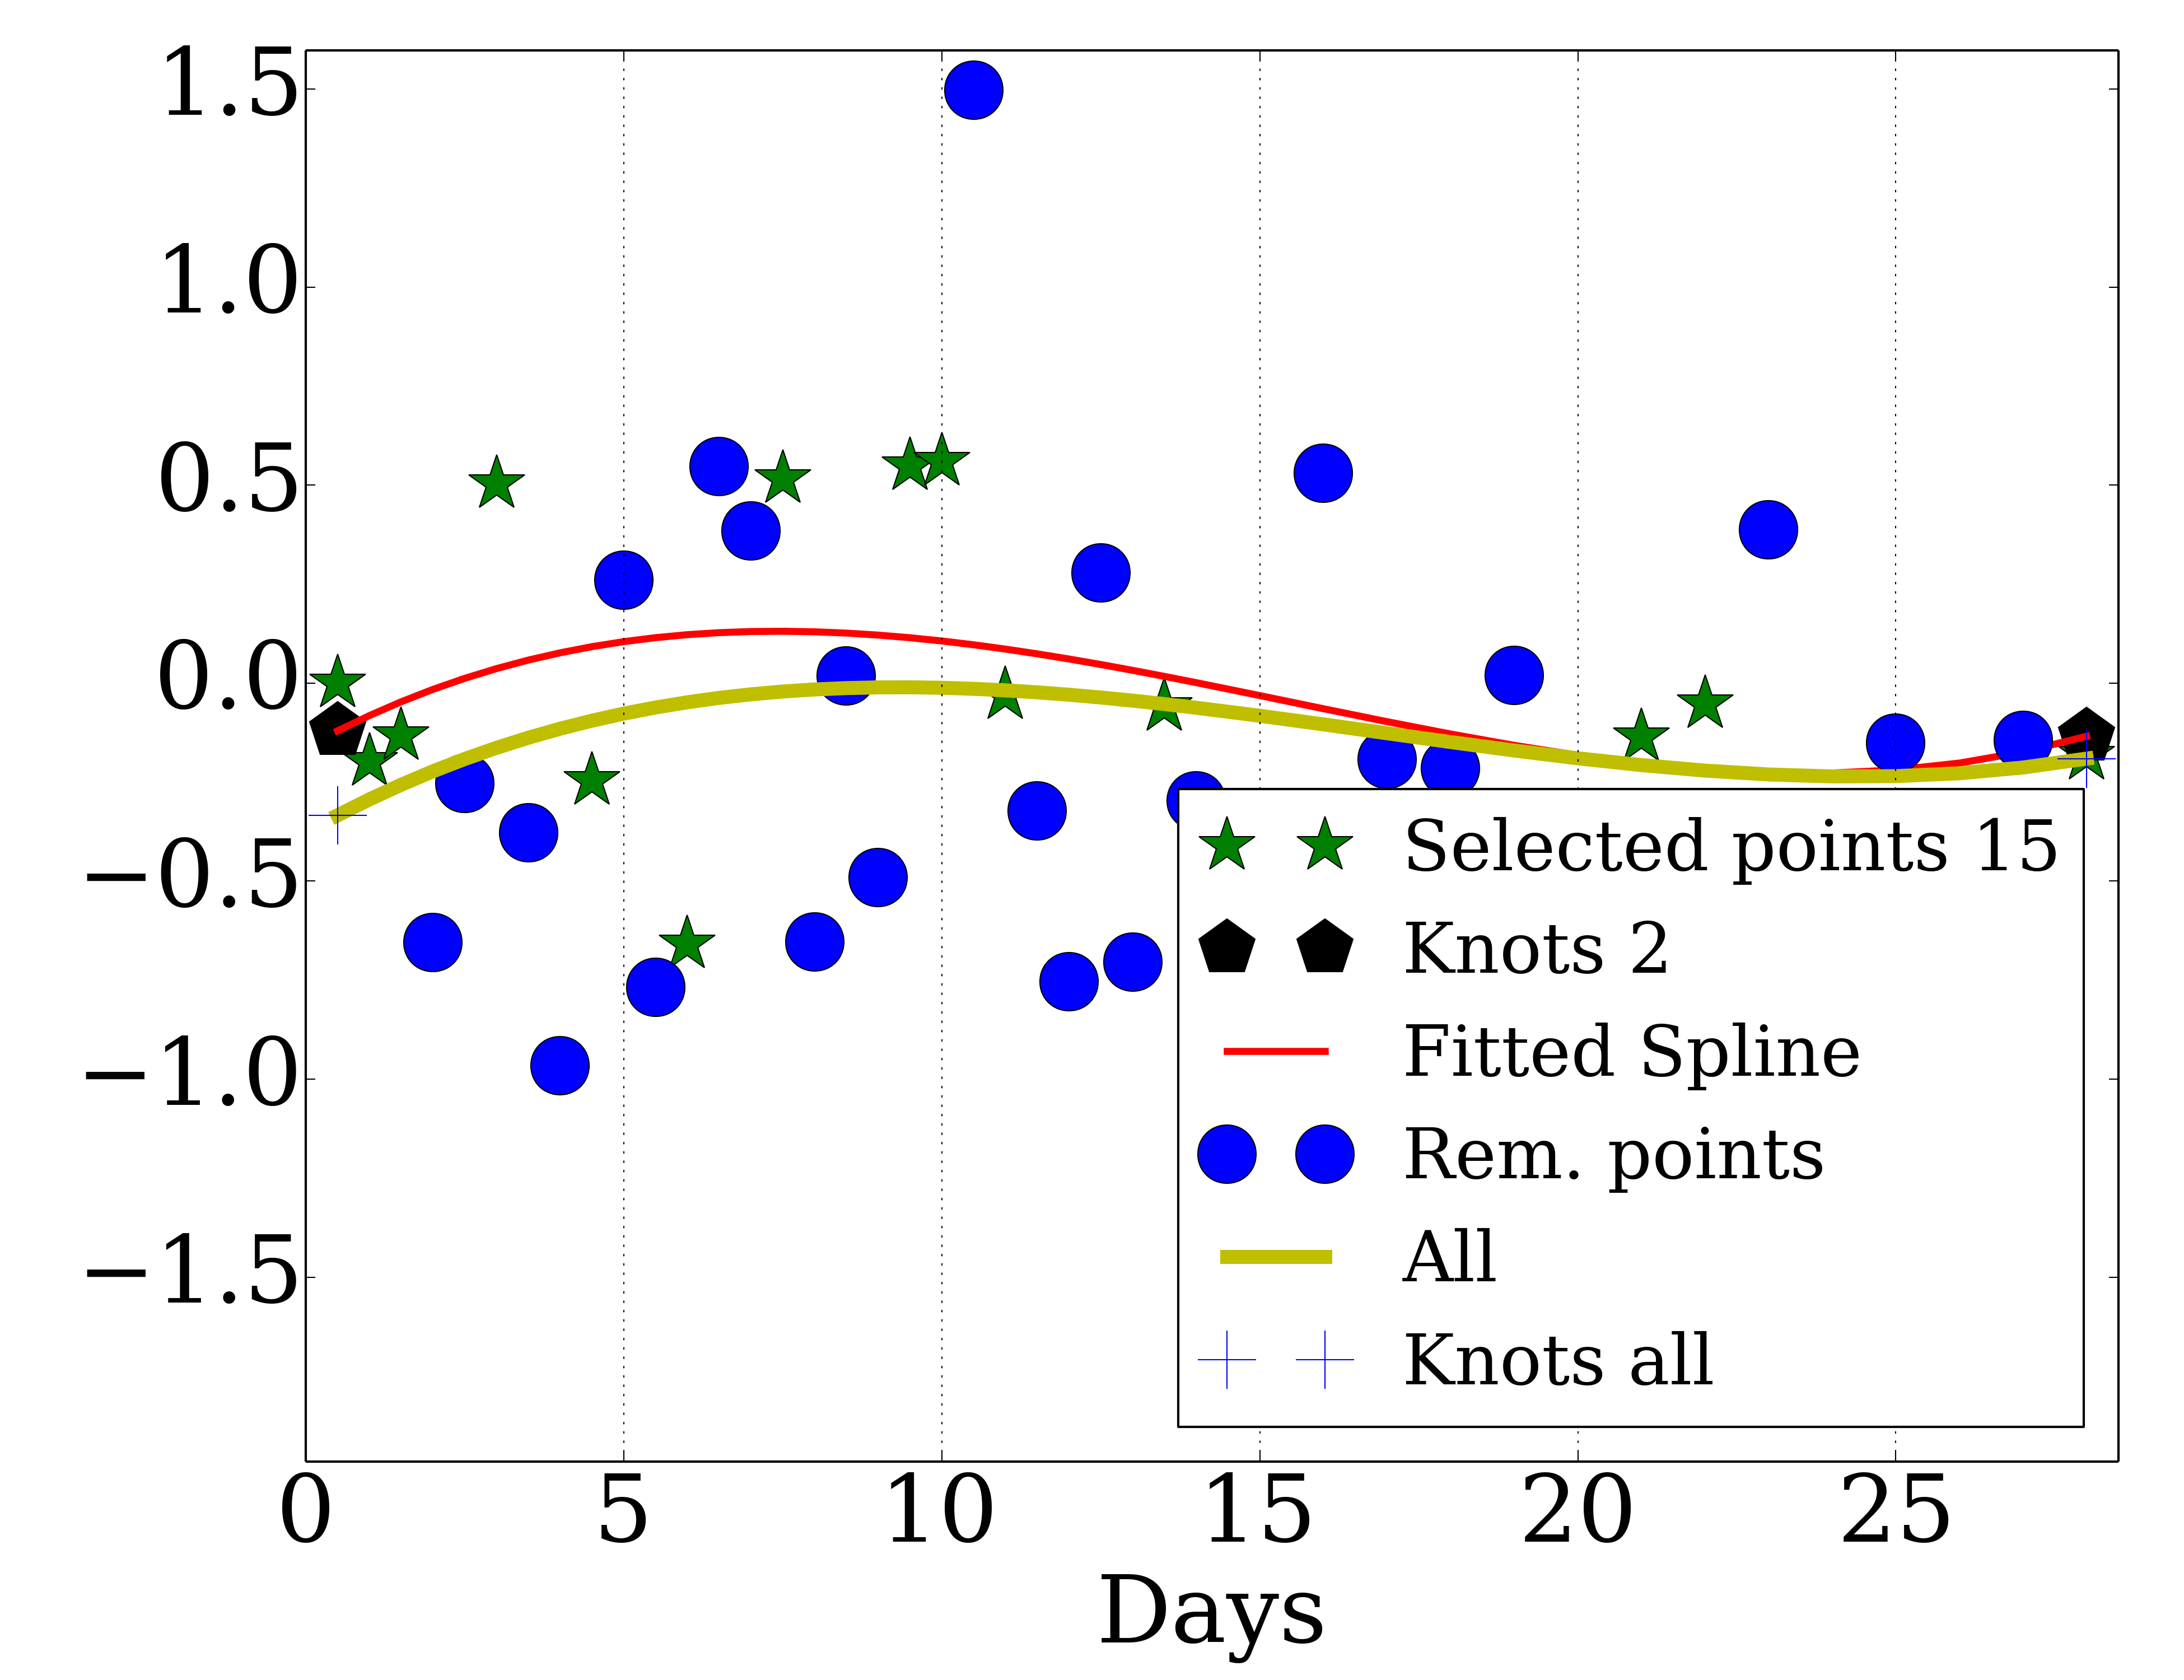 1.5
1.0
0.5
0.0
−0.5
−1.0
−1.5
Selected points 15
Knots 2
Fitted Spline
Rem. points
All
Knots all
0 5 10 15 20 25
Days